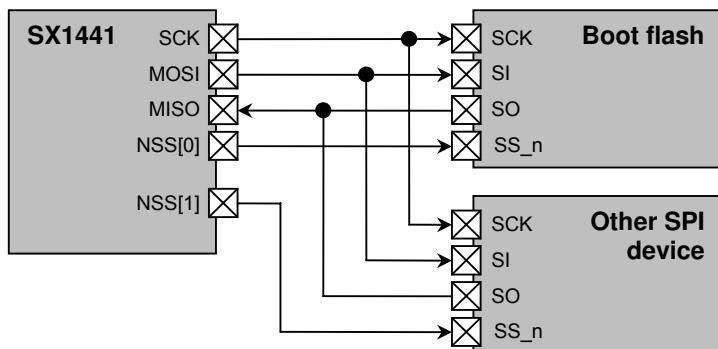 SX1441
SCK
MOSI
MISO
NSS[0]
NSS[1]
Boot flash
SCK
SI
SO
SS_n
Other SPI
device
SCK
SI
SO
SS_n